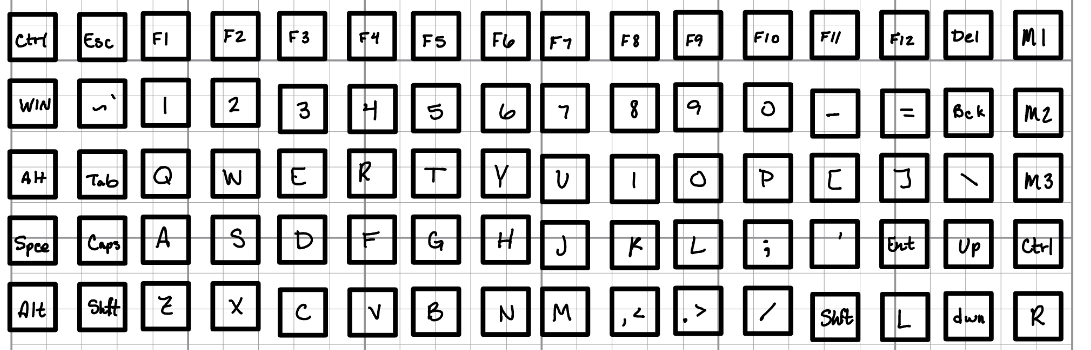 Ctrl Esc F1 F2 F3 F4 F5 F6 F7 F8 F9 F10 F11 F12 Del M1
WIN ~` 1 2 3 4 5 6 7 8 9 0 - = Bck M2
Alt Tab Q W E R T Y U I O P [ ] \ M3
Spce Caps A S D F G H J K L ; ' Ent Up Ctrl
Alt Shft Z X C V B N M ,< .> / Shft L dwn R